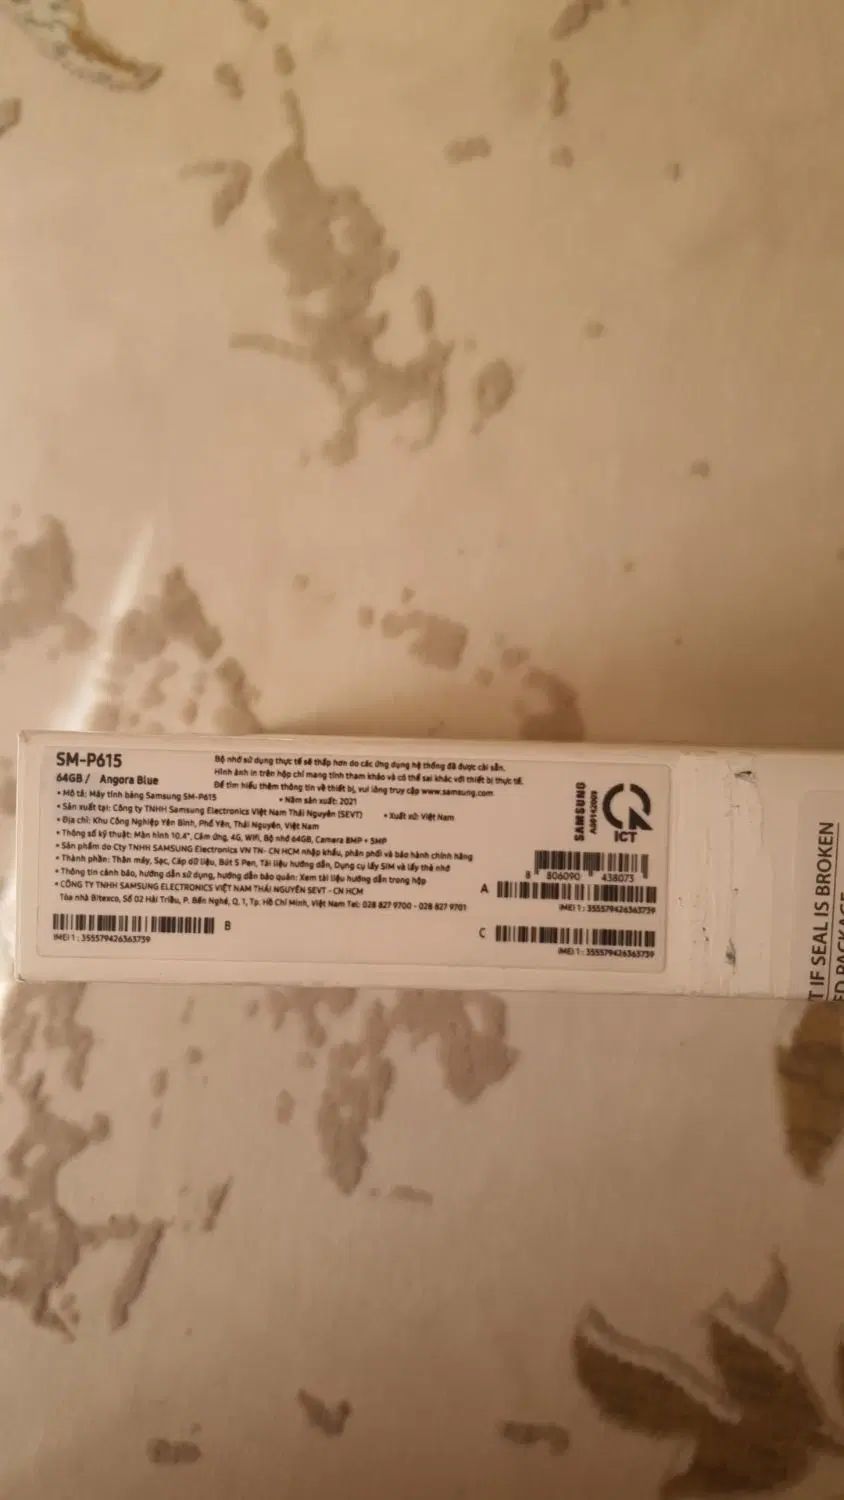 SM-P615
64GB / Angora Blue
Bộ nhớ sử dụng thực tế sẽ thấp hơn do các ứng dụng hệ thống đã được cài sẵn.
Hình ảnh in trên hộp chỉ mang tính tham khảo và có thể sai khác với thiết bị thực tế.
Để tìm hiểu thêm thông tin về thiết bị, vui lòng truy cập www.samsung.com
• Mô tả: Máy tính bảng Samsung SM-P615 • Năm sản xuất: 2021
• Sản xuất tại: Công ty TNHH Samsung Electronics Việt Nam Thái Nguyên (SEVT) • Xuất xứ: Việt Nam
• Địa chỉ: Khu Công Nghiệp Yên Bình, Phổ Yên, Thái Nguyên, Việt Nam
• Thông số kỹ thuật: Màn hình 10.4", Cảm ứng, 4G, Wifi, Bộ nhớ 64GB, Camera 8MP + 5MP
• Sản phẩm do Cty TNHH SAMSUNG Electronics VN TN- CN HCM nhập khẩu, phân phối và bảo hành chính hãng
• Thành phần: Thân máy, Sạc, Cáp dữ liệu, Bút S Pen, Tài liệu hướng dẫn, Dụng cụ lấy SIM và lấy thẻ nhớ
• Thông tin cảnh báo, hướng dẫn sử dụng, hướng dẫn bảo quản: Xem tài liệu hướng dẫn trong hộp
• CÔNG TY TNHH SAMSUNG ELECTRONICS VIỆT NAM THÁI NGUYÊN SEVT - CN HCM
Tòa nhà Bitexco, Số 02 Hải Triều, P. Bến Nghé, Q. 1, Tp. Hồ Chí Minh, Việt Nam Tel: 028 827 9700 - 028 827 9701
B
IMEI 1 : 355579426363739
SAMSUNG
ICT
8 806090 438073
A
IMEI 1 : 355579426363739
C
IMEI 1 : 355579426363739
IF SEAL IS BROKEN